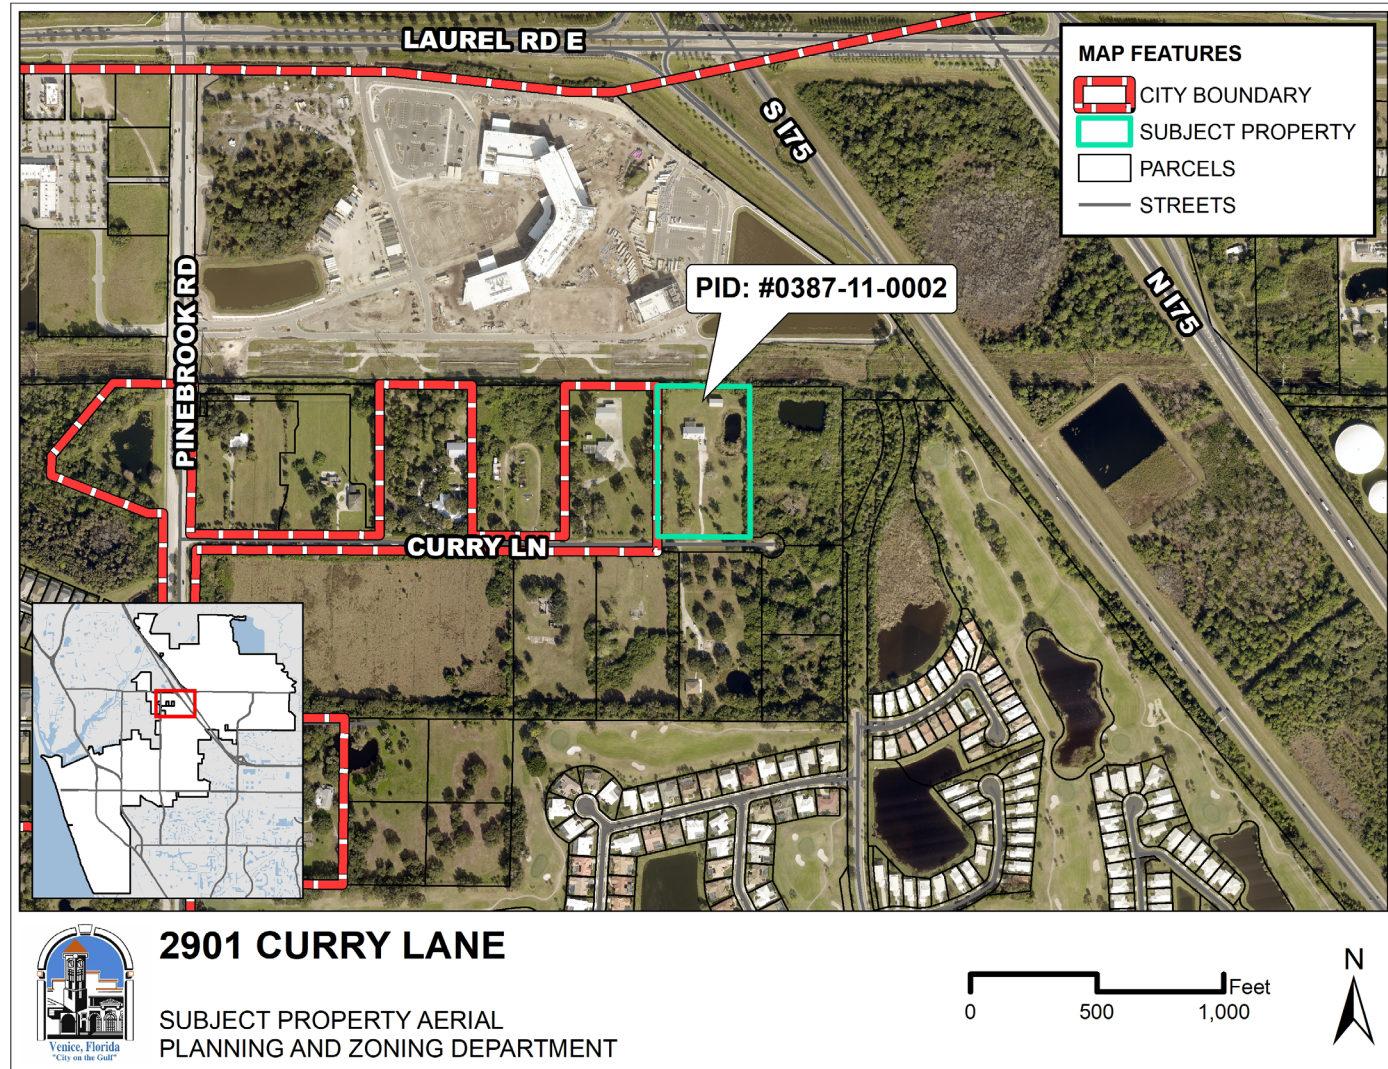 LAUREL RD E
S I75
N I75
PINEBROOK RD
CURRY LN
PID: #0387-11-0002
MAP FEATURES
CITY BOUNDARY
SUBJECT PROPERTY
PARCELS
STREETS
2901 CURRY LANE
SUBJECT PROPERTY AERIAL
PLANNING AND ZONING DEPARTMENT
Venice, Florida
"City on the Gulf"
Feet
0 500 1,000
N